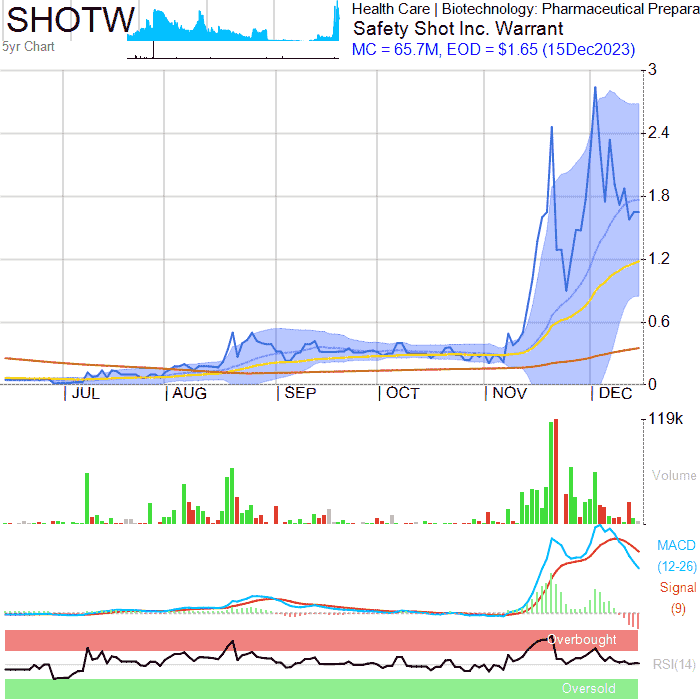 SHOTW
5yr Chart
Health Care | Biotechnology: Pharmaceutical Prepara
Safety Shot Inc. Warrant
MC = 65.7M, EOD = $1.65 (15Dec2023)
3
2.4
1.8
1.2
0.6
0
JUL AUG SEP OCT NOV DEC
119k
Volume
MACD
(12-26)
Signal
(9)
Overbought
RSI(14)
Oversold